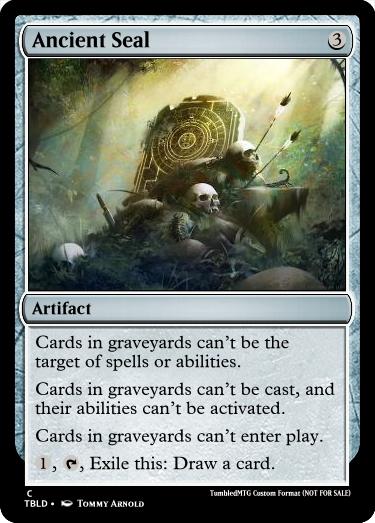 Ancient Seal 3
Artifact
Cards in graveyards can't be the
target of spells or abilities.
Cards in graveyards can't be cast, and
their abilities can't be activated.
Cards in graveyards can't enter play.
1 , , Exile this: Draw a card.
C
TBLD • Tommy Arnold
TumbledMTG Custom Format (NOT FOR SALE)